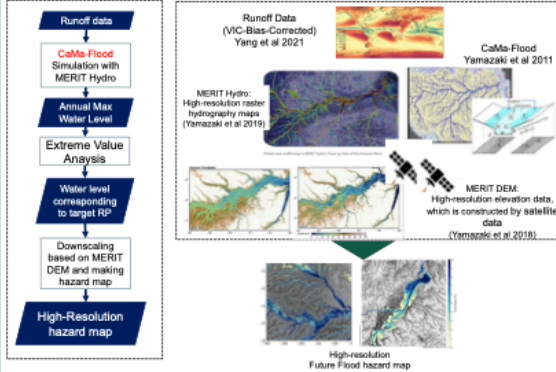 Runoff data
CaMa-Flood
Simulation with
MERIT Hydro
Annual Max
Water Level
Extreme Value
Anaysis
Water level
corresponding
to target RP
Downscaling
based on MERIT
DEM and making
hazard map
High-Resolution
hazard map
Runoff Data
(VIC-Bias-Corrected)
Yang et al 2021
CaMa-Flood
Yamazaki et al 2011
MERIT Hydro:
High-resolution raster
hydrography maps
(Yamazaki et al 2019)
MERIT DEM:
High-resolution elevation data,
which is constructed by satellite
data
(Yamazaki et al 2018)
High-resolution
Future Flood hazard map